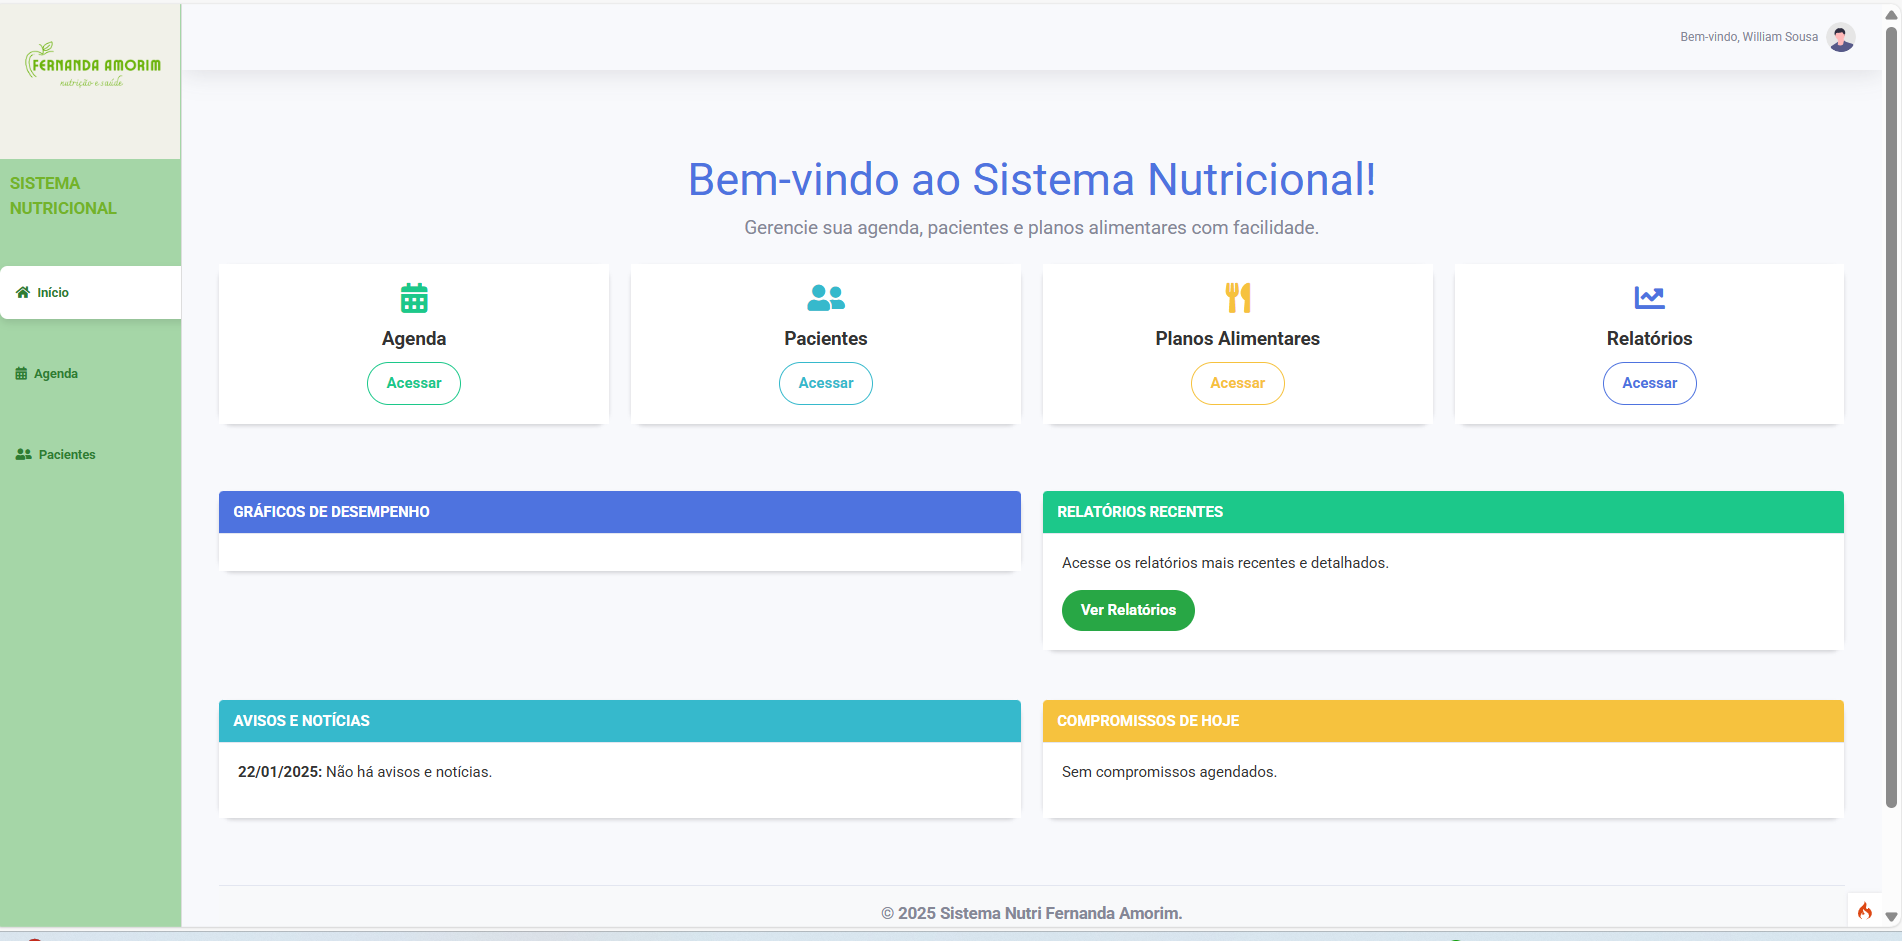 FERNANDA AMORIM
nutrição e saúde
Bem-vindo, William Sousa
SISTEMA
NUTRICIONAL
Início
Agenda
Pacientes
Bem-vindo ao Sistema Nutricional!
Gerencie sua agenda, pacientes e planos alimentares com facilidade.
Agenda
Acessar
Pacientes
Acessar
Planos Alimentares
Acessar
Relatórios
Acessar
GRÁFICOS DE DESEMPENHO
RELATÓRIOS RECENTES
Acesse os relatórios mais recentes e detalhados.
Ver Relatórios
AVISOS E NOTÍCIAS
22/01/2025: Não há avisos e notícias.
COMPROMISSOS DE HOJE
Sem compromissos agendados.
© 2025 Sistema Nutri Fernanda Amorim.